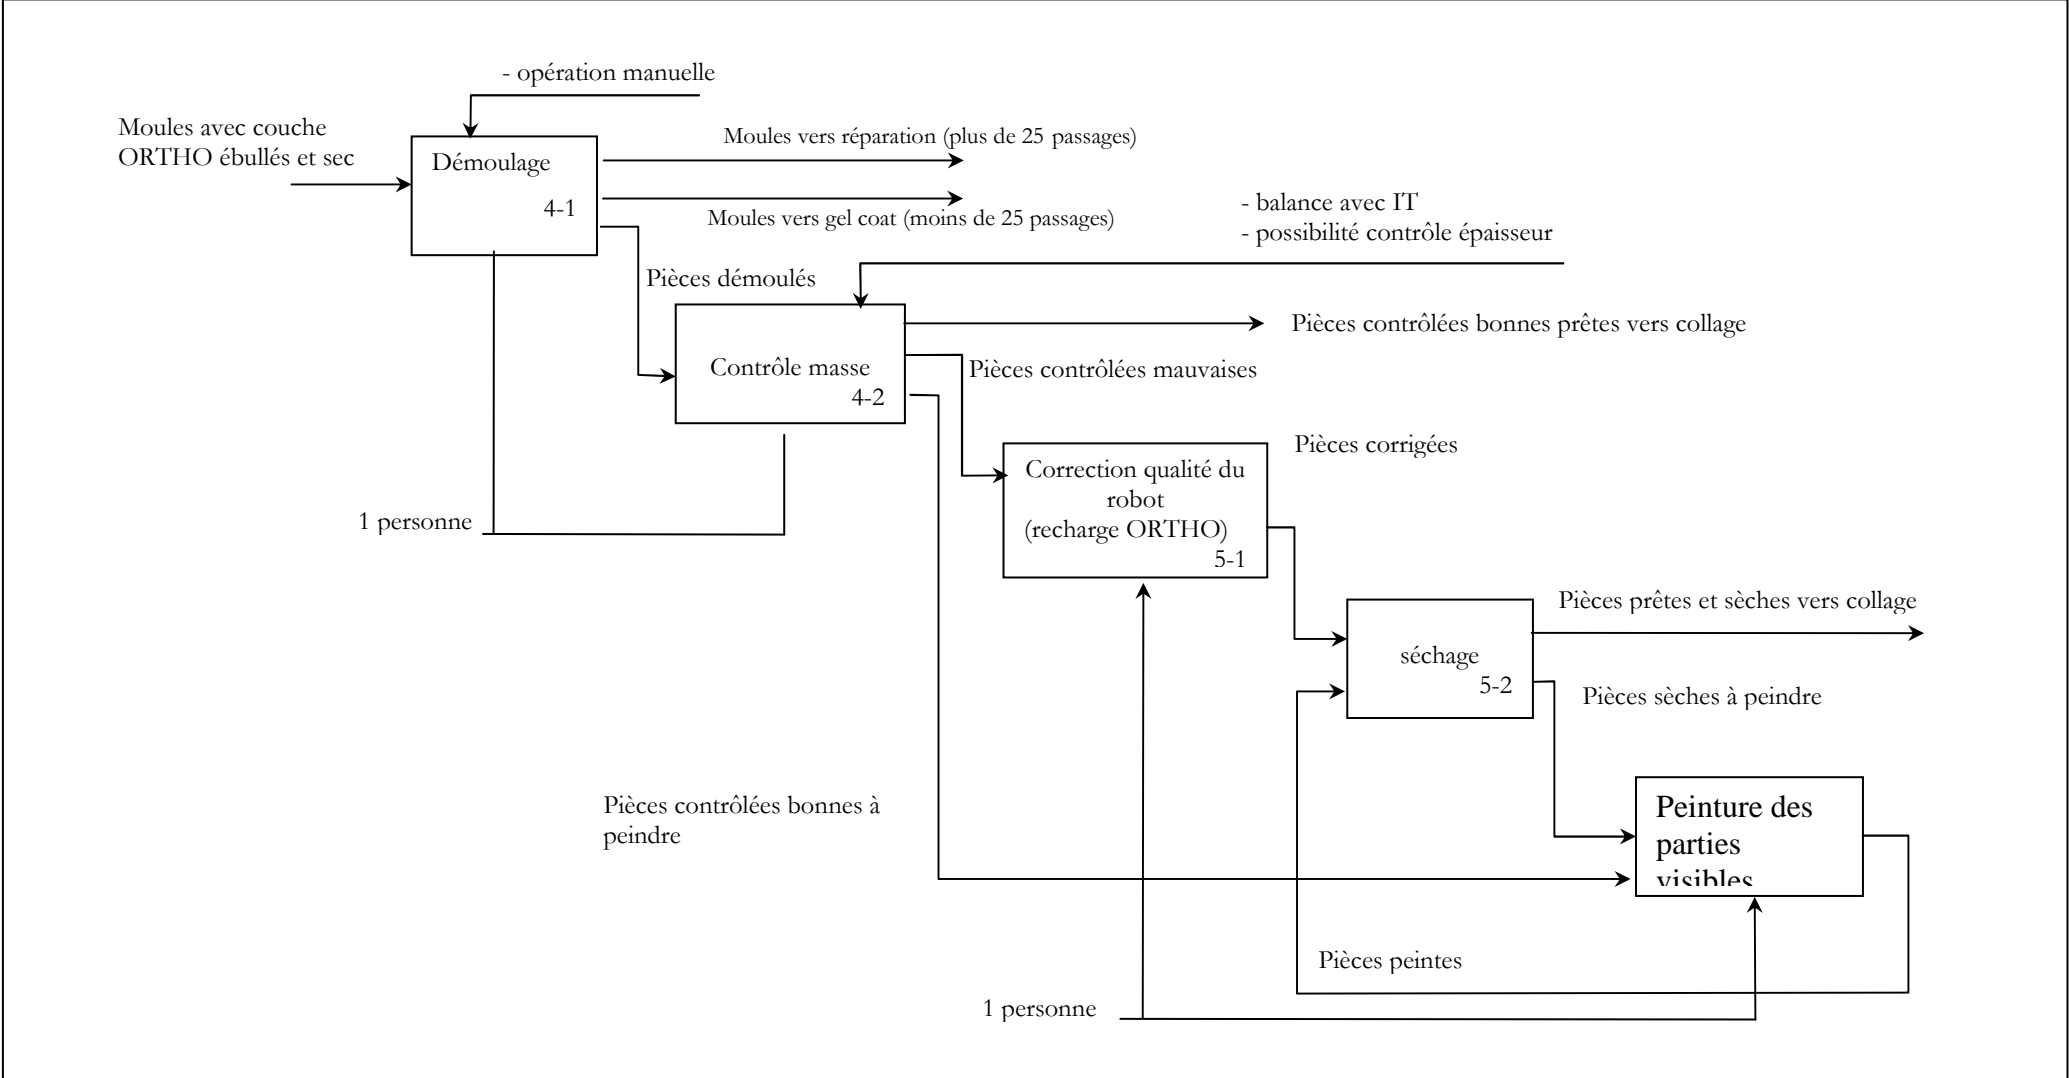 - opération manuelle
Moules avec couche
ORTHO ébullés et sec
Démoulage
4-1
Moules vers réparation (plus de 25 passages)
Moules vers gel coat (moins de 25 passages)
- balance avec IT
- possibilité contrôle épaisseur
Pièces démoulés
Contrôle masse
4-2
Pièces contrôlées bonnes prêtes vers collage
Pièces contrôlées mauvaises
Pièces corrigées
Correction qualité du
robot
(recharge ORTHO)
5-1
1 personne
Pièces prêtes et sèches vers collage
séchage
5-2
Pièces sèches à peindre
Pièces contrôlées bonnes à
peindre
Peinture des
parties
visibles
Pièces peintes
1 personne